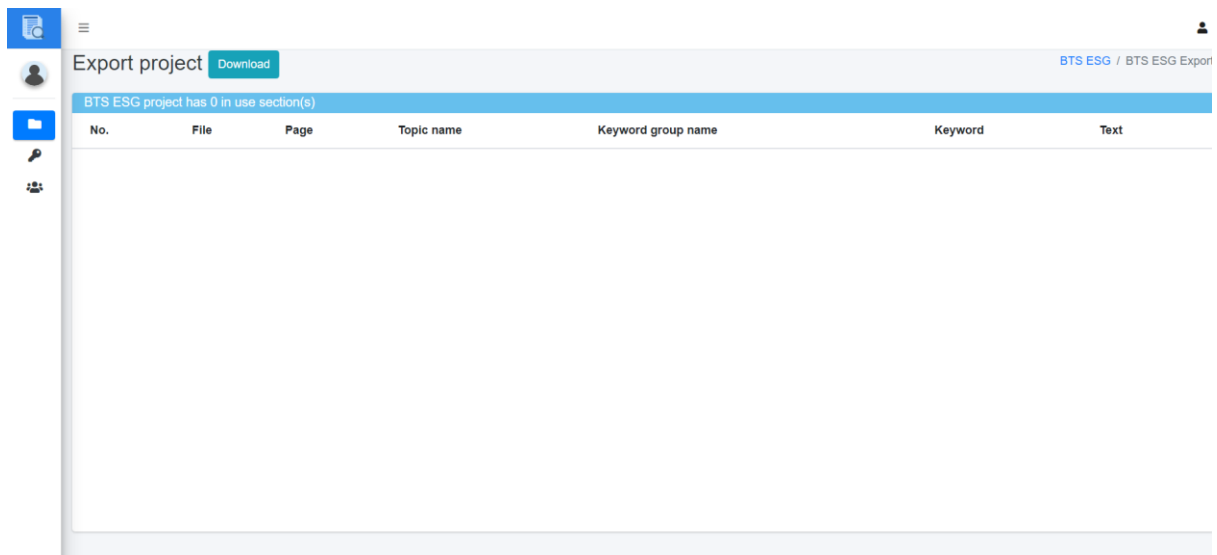 Export project Download BTS ESG / BTS ESG Export
BTS ESG project has 0 in use section(s)
No. File Page Topic name Keyword group name Keyword Text